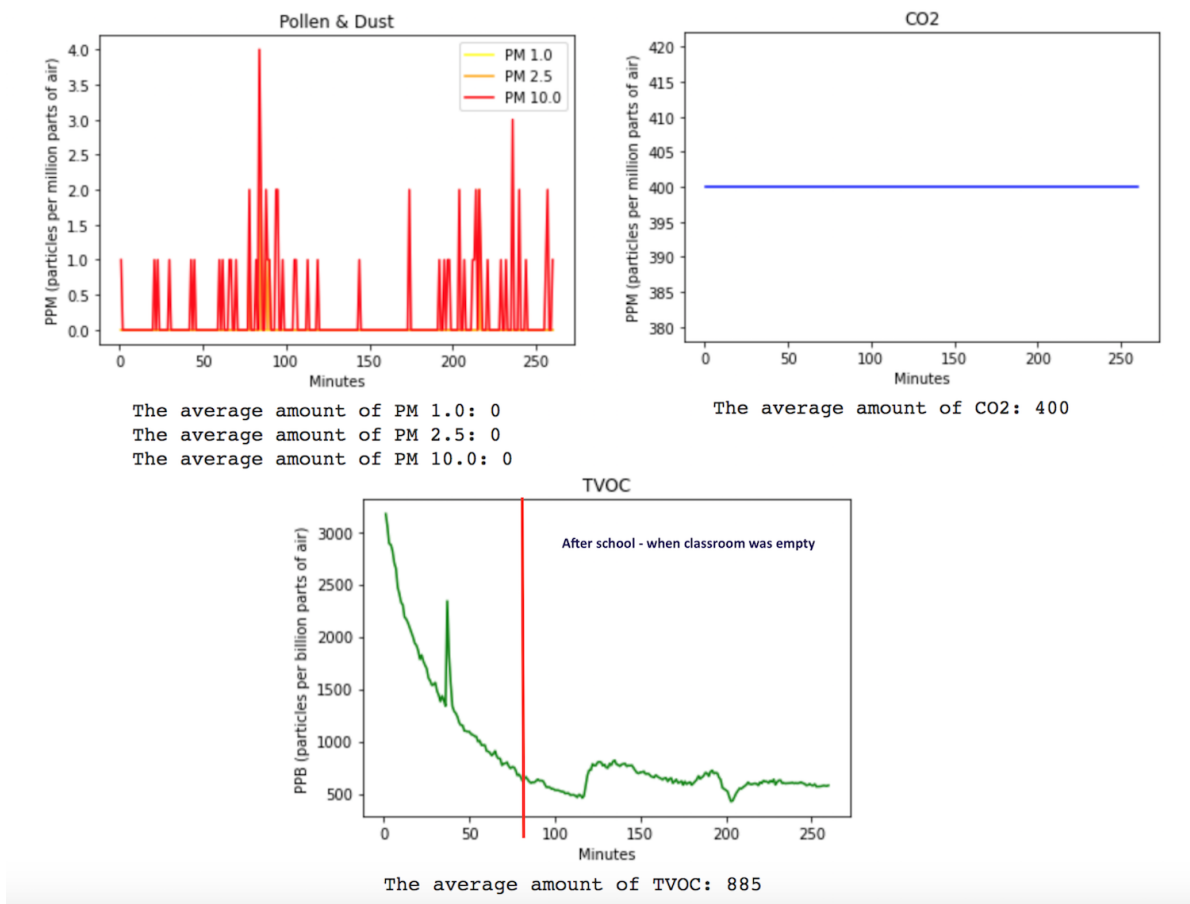 Pollen & Dust
PPM (particles per million parts of air)
4.0
3.5
3.0
2.5
2.0
1.5
1.0
0.5
0.0
PM 1.0
PM 2.5
PM 10.0
0 50 100 150 200 250
Minutes
The average amount of PM 1.0: 0
The average amount of PM 2.5: 0
The average amount of PM 10.0: 0
CO2
PPM (particles per million parts of air)
420
415
410
405
400
395
390
385
380
0 50 100 150 200 250
Minutes
The average amount of CO2: 400
TVOC
PPB (particles per billion parts of air)
3000
2500
2000
1500
1000
500
After school - when classroom was empty
0 50 100 150 200 250
Minutes
The average amount of TVOC: 885